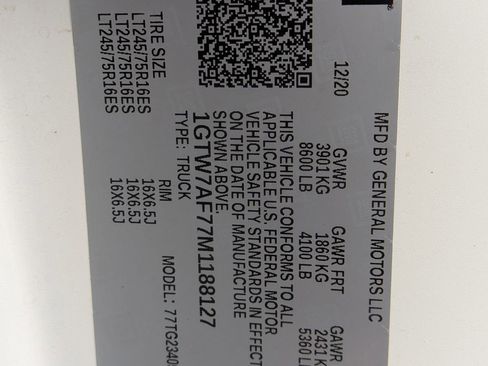 MFD BY GENERAL MOTORS LLC
12/20
GVWR
3901 KG
8600 LB
GAWR FRT
1860 KG
4100 LB
GAWR
2431
5360 LB
THIS VEHICLE CONFORMS TO ALL
APPLICABLE U.S. FEDERAL MOTOR
VEHICLE SAFETY STANDARDS IN EFFECT
ON THE DATE OF MANUFACTURE
SHOWN ABOVE.
1GTW7AF77M1188127
TYPE: TRUCK
MODEL: 77TG2340
TIRE SIZE
LT245/75R16ES
LT245/75R16ES
LT245/75R16ES
RIM
16X6.5J
16X6.5J
16X6.5J